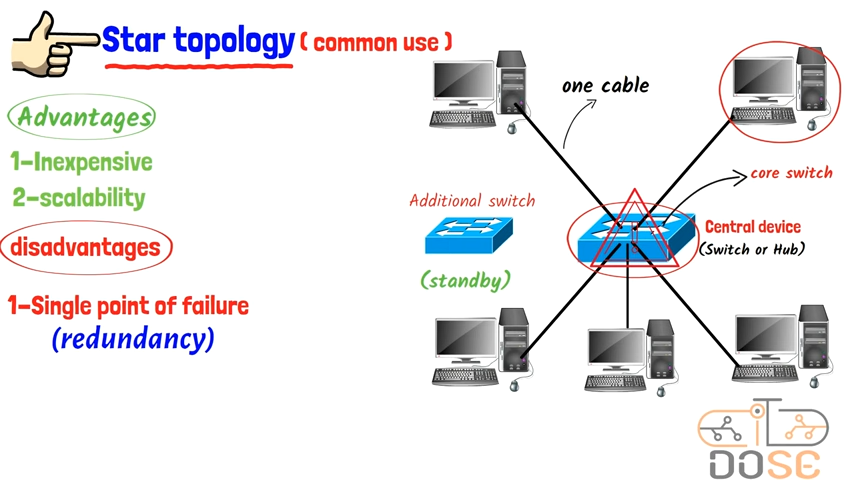 Star topology ( common use )
Advantages
1-Inexpensive
2-scalability
disadvantages
1-Single point of failure
(redundancy)
one cable
core switch
Additional switch
(standby)
Central device
(Switch or Hub)
iT
DOSE